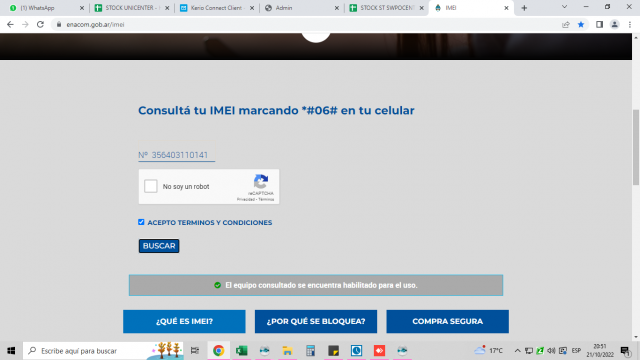 (1) WhatsApp
STOCK UNICENTER -
Kerio Connect Client
Admin
STOCK ST SWPOCENT
IMEI
enacom.gob.ar/imei
Consultá tu IMEI marcando *#06# en tu celular
Nº 356403110141
No soy un robot
reCAPTCHA
Privacidad - Términos
ACEPTO TERMINOS Y CONDICIONES
BUSCAR
El equipo consultado se encuentra habilitado para el uso.
¿QUÉ ES IMEI?
¿POR QUÉ SE BLOQUEA?
COMPRA SEGURA
Escribe aquí para buscar
17°C
ESP
20:51
21/10/2022